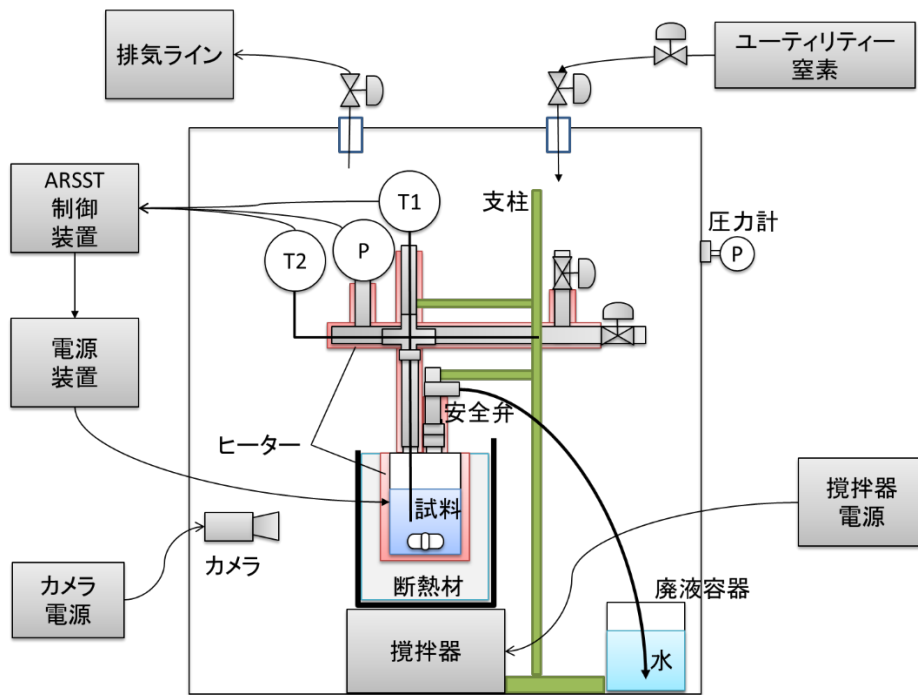 排気ライン
ユーティリティー
窒素
ARSST
制御
装置
T1
支柱
圧力計
T2
P
P
電源
装置
安全弁
ヒーター
試料
撹拌器
電源
カメラ
カメラ
電源
断熱材
廃液容器
撹拌器
水